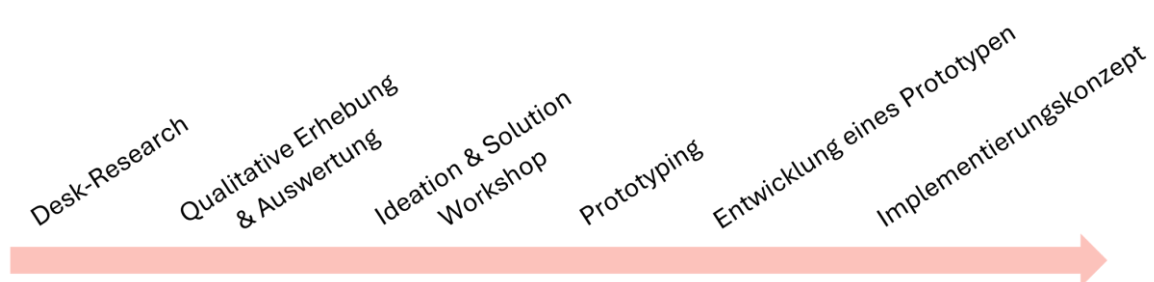 Desk-Research
Qualitative Erhebung
& Auswertung
Ideation & Solution
Workshop
Prototyping
Entwicklung eines Prototypen
Implementierungskonzept